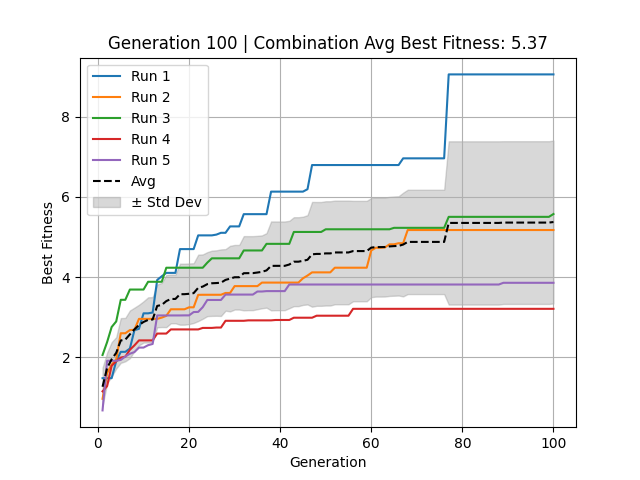 Generation 100 | Combination Avg Best Fitness: 5.37
Run 1
Run 2
Run 3
Run 4
Run 5
Avg
± Std Dev
Best Fitness
8
6
4
2
0
20
40
60
80
100
Generation